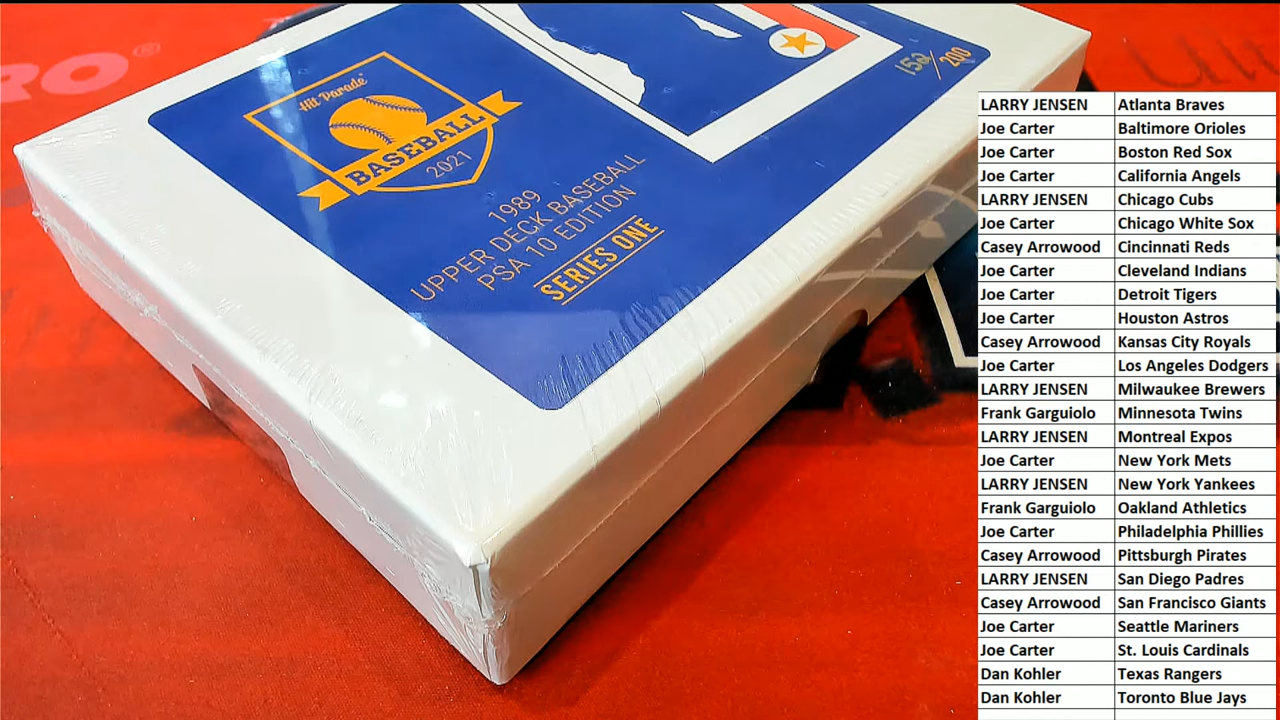 RO®
Ult
152/200
Hit Parade
BASEBALL
2021
1989
UPPER DECK BASEBALL
PSA 10 EDITION
SERIES ONE
LARRY JENSEN Atlanta Braves
Joe Carter Baltimore Orioles
Joe Carter Boston Red Sox
Joe Carter California Angels
LARRY JENSEN Chicago Cubs
Joe Carter Chicago White Sox
Casey Arrowood Cincinnati Reds
Joe Carter Cleveland Indians
Joe Carter Detroit Tigers
Joe Carter Houston Astros
Casey Arrowood Kansas City Royals
Joe Carter Los Angeles Dodgers
LARRY JENSEN Milwaukee Brewers
Frank Garguiolo Minnesota Twins
LARRY JENSEN Montreal Expos
Joe Carter New York Mets
LARRY JENSEN New York Yankees
Frank Garguiolo Oakland Athletics
Joe Carter Philadelphia Phillies
Casey Arrowood Pittsburgh Pirates
LARRY JENSEN San Diego Padres
Casey Arrowood San Francisco Giants
Joe Carter Seattle Mariners
Joe Carter St. Louis Cardinals
Dan Kohler Texas Rangers
Dan Kohler Toronto Blue Jays